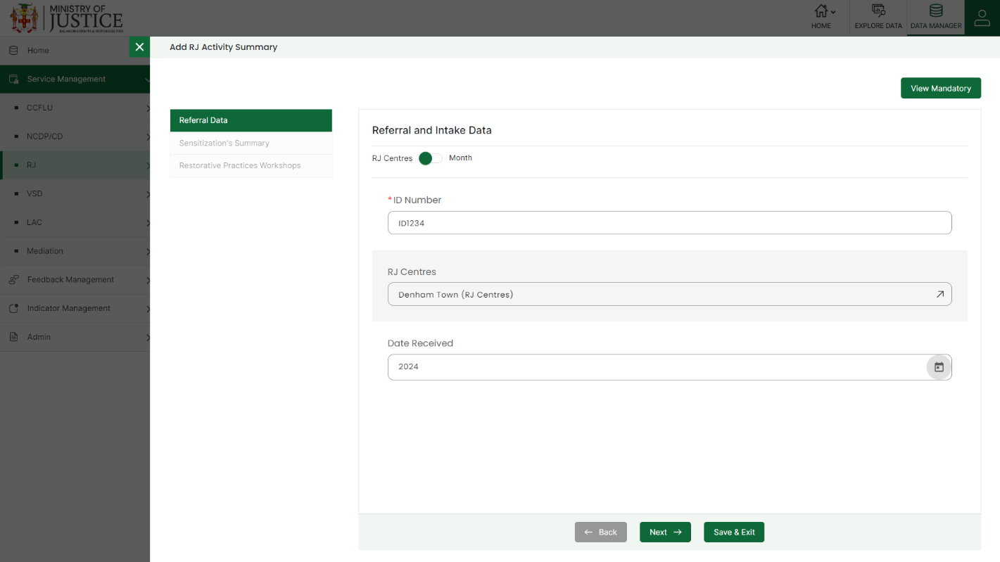 MINISTRY OF
JUSTICE
BALANCING RIGHTS & RESPONSIBILITIES
HOME
EXPLORE DATA
DATA MANAGER
Home
Add RJ Activity Summary
Service Management
View Mandatory
CCFLU
NCDP/CD
RJ
VSD
LAC
Mediation
Feedback Management
Indicator Management
Admin
Referral Data
Sensitization's Summary
Restorative Practices Workshops
Referral and Intake Data
RJ Centres Month
*ID Number
ID1234
RJ Centres
Denham Town (RJ Centres)
Date Received
2024
Back
Next
Save & Exit